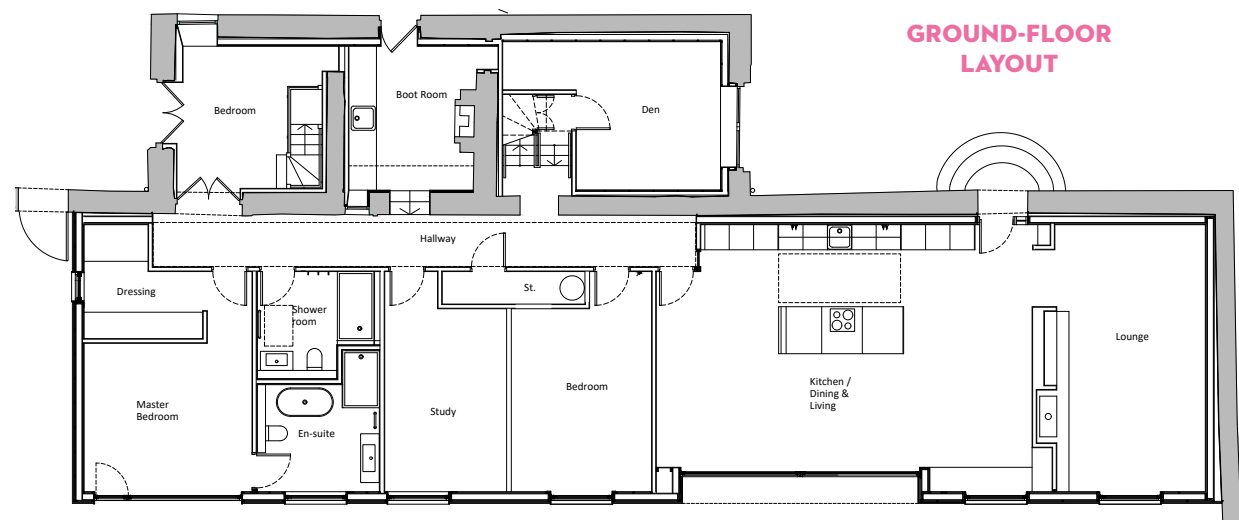 GROUND-FLOOR
LAYOUT
Boot Room
Bedroom
Den
Hallway
Dressing
St.
Shower
room
Lounge
Kitchen /
Dining &
Living
Bedroom
Master
Bedroom
Study
En-suite